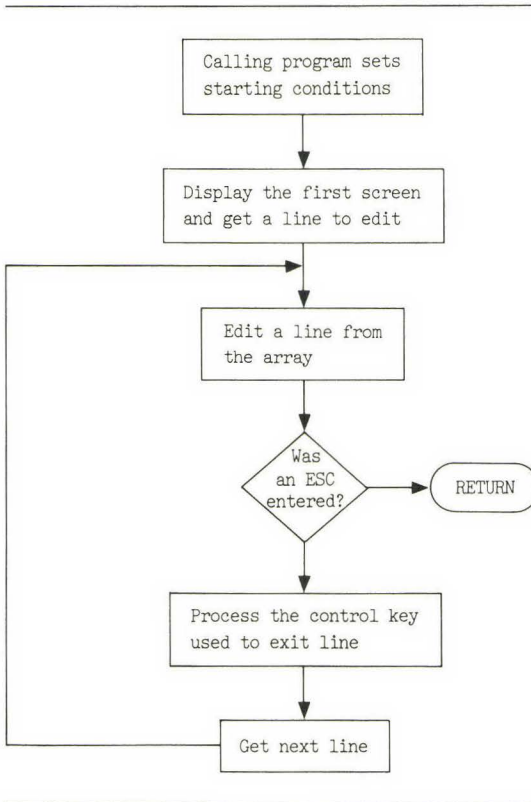 Calling program sets
starting conditions
Display the first screen
and get a line to edit
Edit a line from
the array
Was
an ESC
entered?
RETURN
Process the control key
used to exit line
Get next line